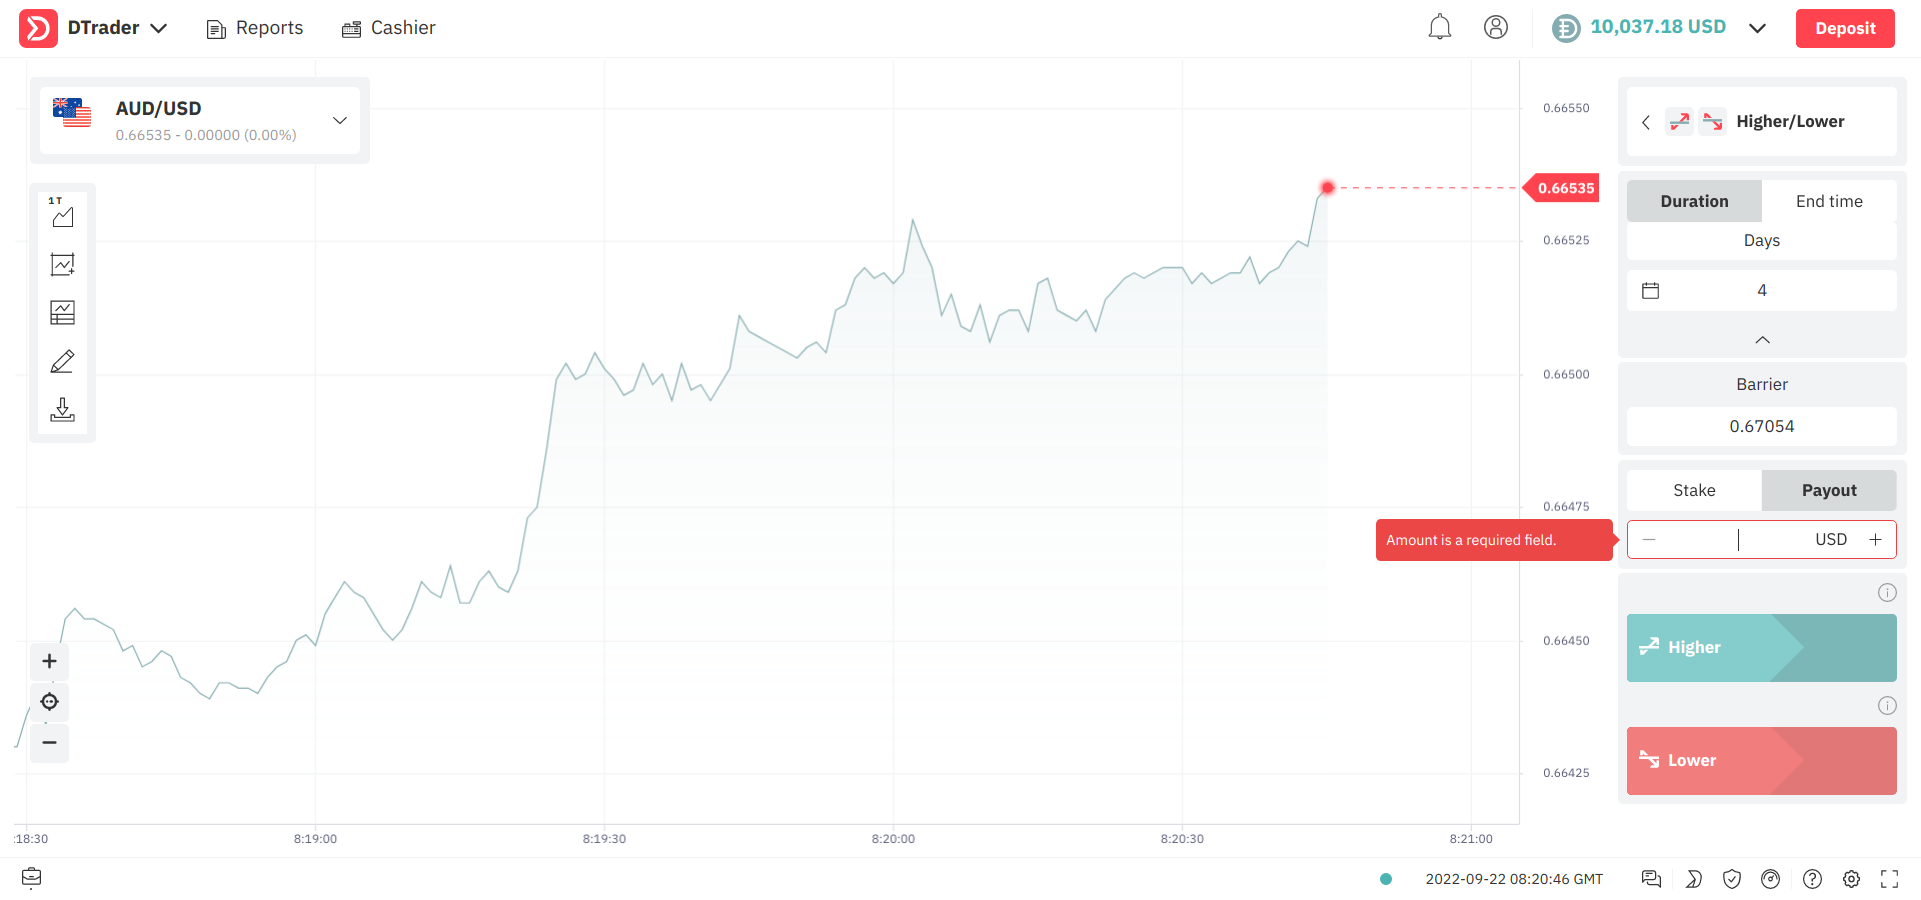 DTrader
Reports
Cashier
10,037.18 USD
Deposit
AUD/USD
0.66535 - 0.00000 (0.00%)
1 T
0.66550
0.66535
0.66525
0.66500
0.66475
0.66450
0.66425
Higher/Lower
Duration
End time
Days
4
Barrier
0.67054
Stake
Payout
Amount is a required field.
USD
Higher
Lower
:18:30
8:19:00
8:19:30
8:20:00
8:20:30
8:21:00
2022-09-22 08:20:46 GMT